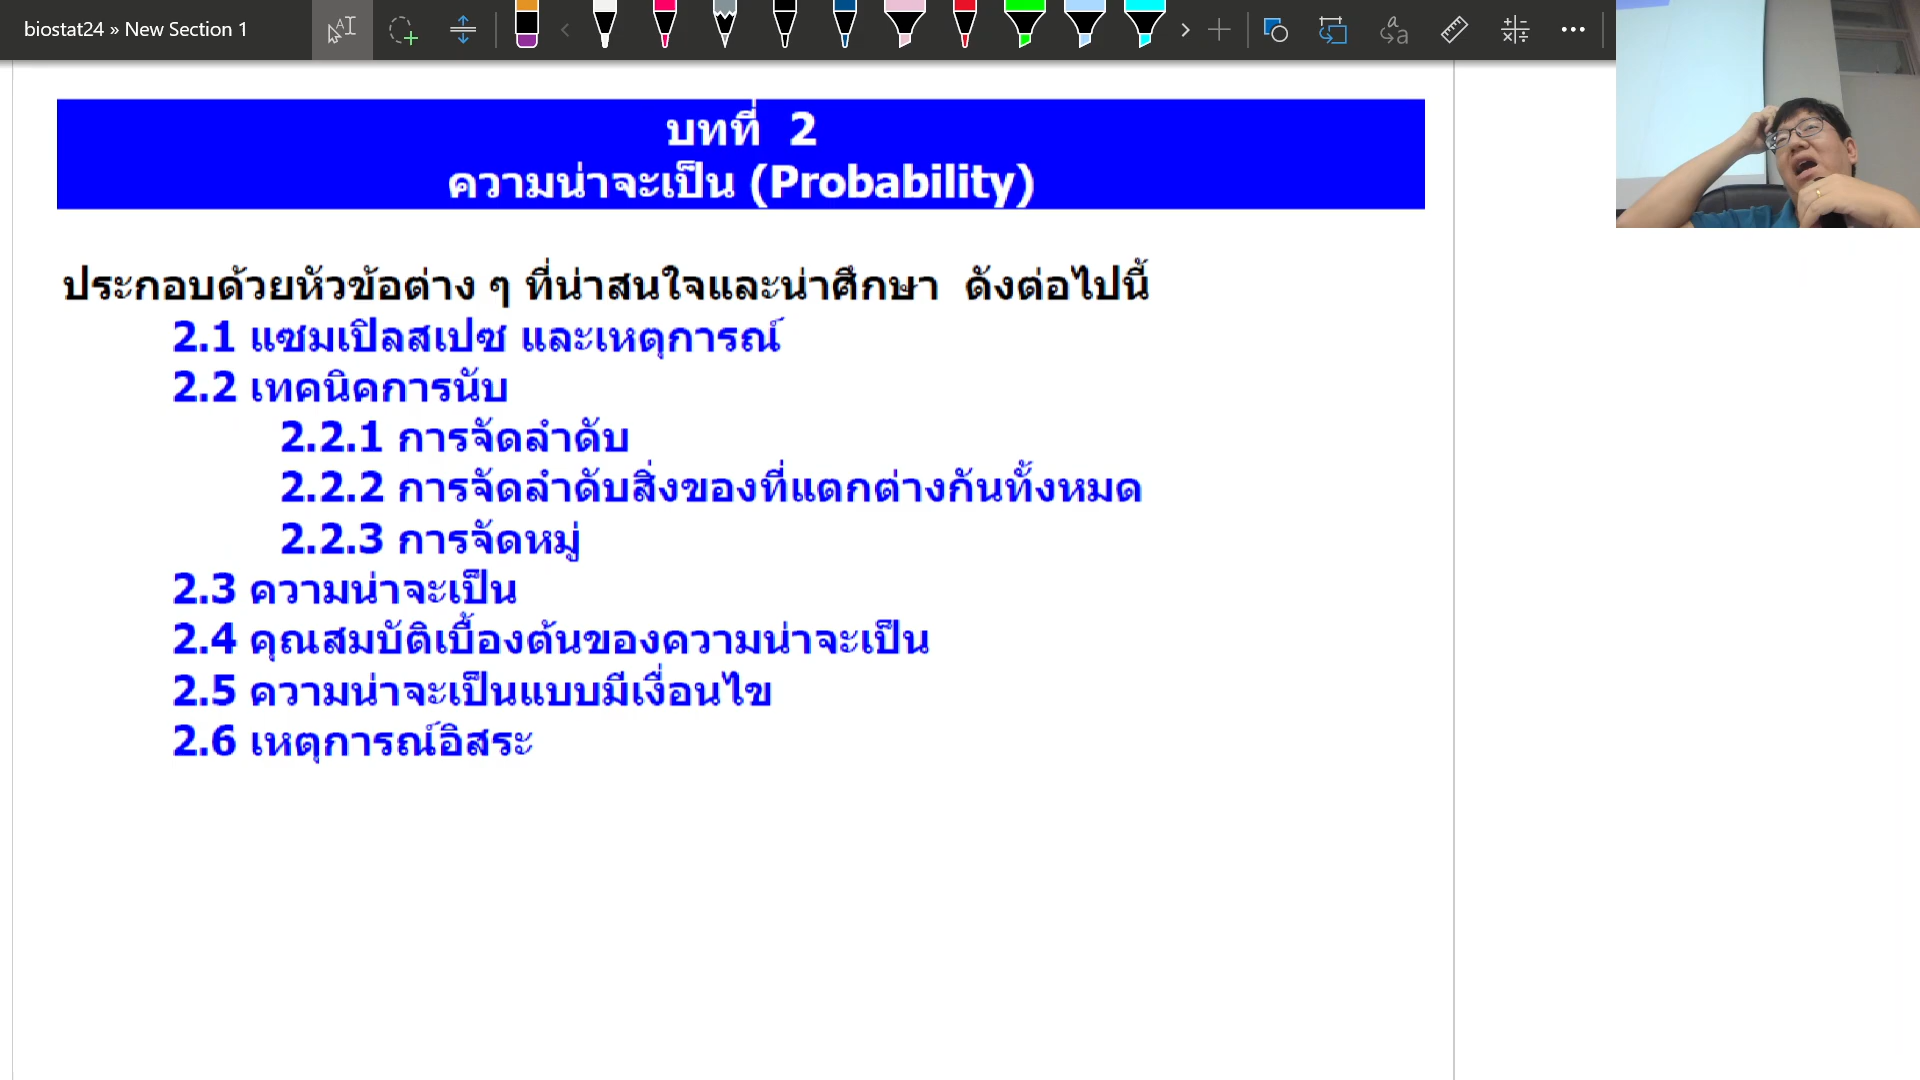 biostat24 » New Section 1
บทที่ 2
ความน่าจะเป็น (Probability)
ประกอบด้วยหัวข้อต่าง ๆ ที่น่าสนใจและน่าศึกษา ดังต่อไปนี้
2.1 แซมเปิลสเปซ และเหตุการณ์
2.2 เทคนิคการนับ
2.2.1 การจัดลำดับ
2.2.2 การจัดลำดับสิ่งของที่แตกต่างกันทั้งหมด
2.2.3 การจัดหมู่
2.3 ความน่าจะเป็น
2.4 คุณสมบัติเบื้องต้นของความน่าจะเป็น
2.5 ความน่าจะเป็นแบบมีเงื่อนไข
2.6 เหตุการณ์อิสระ